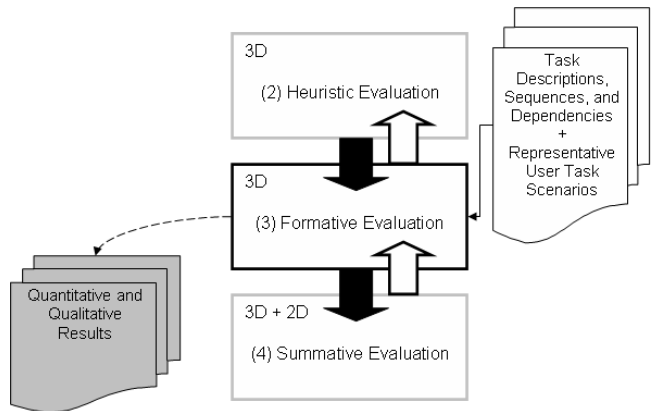 3D
(2) Heuristic Evaluation
Task
Descriptions,
Sequences, and
Dependencies
+
Representative
User Task
Scenarios
3D
(3) Formative Evaluation
Quantitative and
Qualitative
Results
3D + 2D
(4) Summative Evaluation